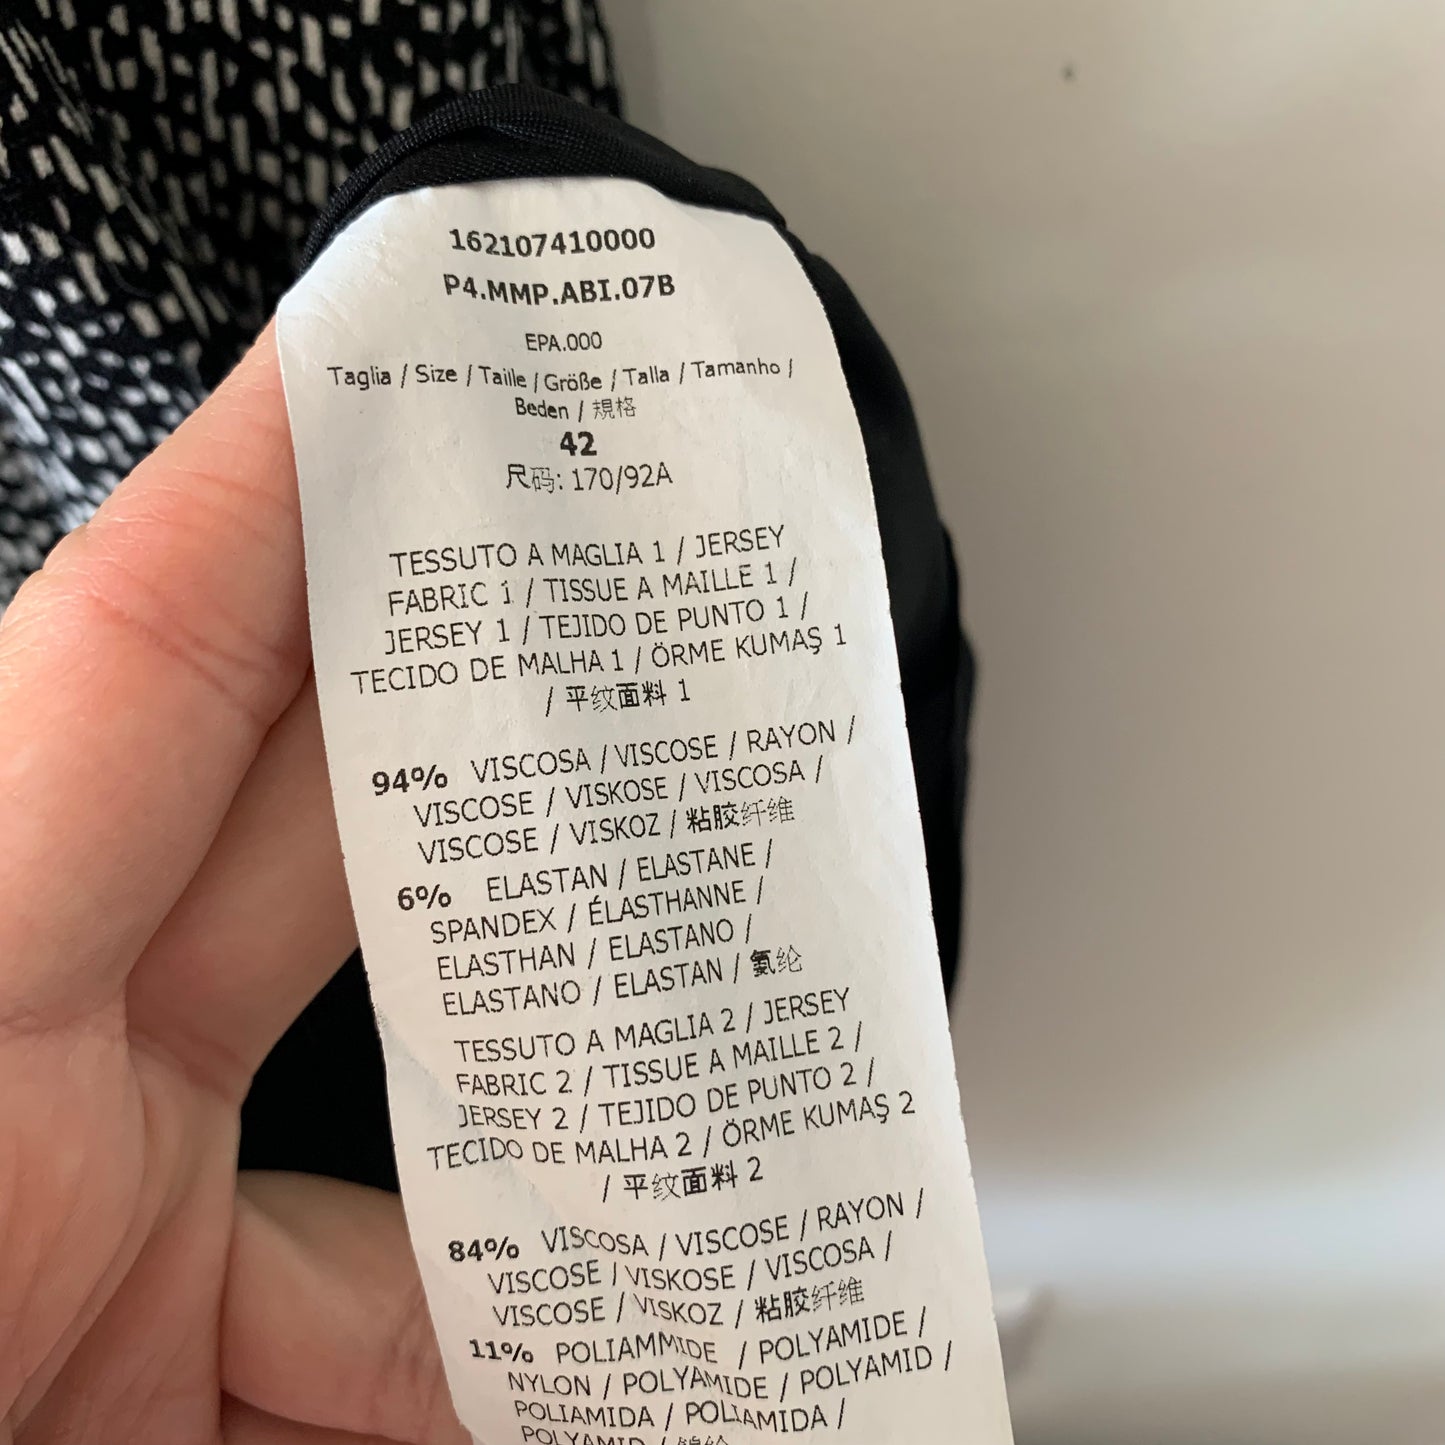 162107410000
P4.MMP.ABI.07B
EPA.000
Taglia / Size / Taille / Größe / Talla / Tamanho /
Beden / 規格
42
尺码: 170/92A
TESSUTO A MAGLIA 1 / JERSEY
FABRIC 1 / TISSUE A MAILLE 1 /
JERSEY 1 / TEJIDO DE PUNTO 1 /
TECIDO DE MALHA 1 / ÖRME KUMAŞ 1
/ 平纹面料 1
94% VISCOSA / VISCOSE / RAYON /
VISCOSE / VISKOSE / VISCOSA /
VISCOSE / VISKOZ / 粘胶纤维
6% ELASTAN / ELASTANE /
SPANDEX / ÉLASTHANNE /
ELASTHAN / ELASTANO /
ELASTANO / ELASTAN / 氨纶
TESSUTO A MAGLIA 2 / JERSEY
FABRIC 2 / TISSUE A MAILLE 2 /
JERSEY 2 / TEJIDO DE PUNTO 2 /
TECIDO DE MALHA 2 / ÖRME KUMAŞ 2
/ 平纹面料 2
84% VISCOSA / VISCOSE / RAYON /
VISCOSE / VISKOSE / VISCOSA /
VISCOSE / VISKOZ / 粘胶纤维
11% POLIAMMIDE / POLYAMIDE /
NYLON / POLYAMIDE / POLYAMID /
POLIAMIDA / POLIAMIDA /
POLYAMID /